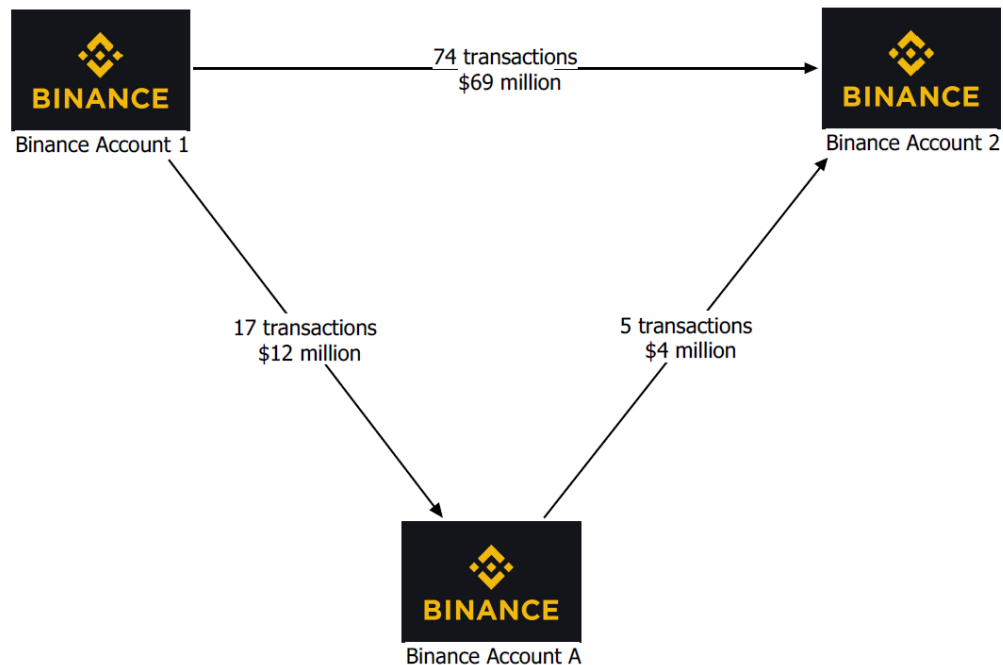 BINANCE
Binance Account 1
74 transactions
$69 million
BINANCE
Binance Account 2
17 transactions
$12 million
5 transactions
$4 million
BINANCE
Binance Account A